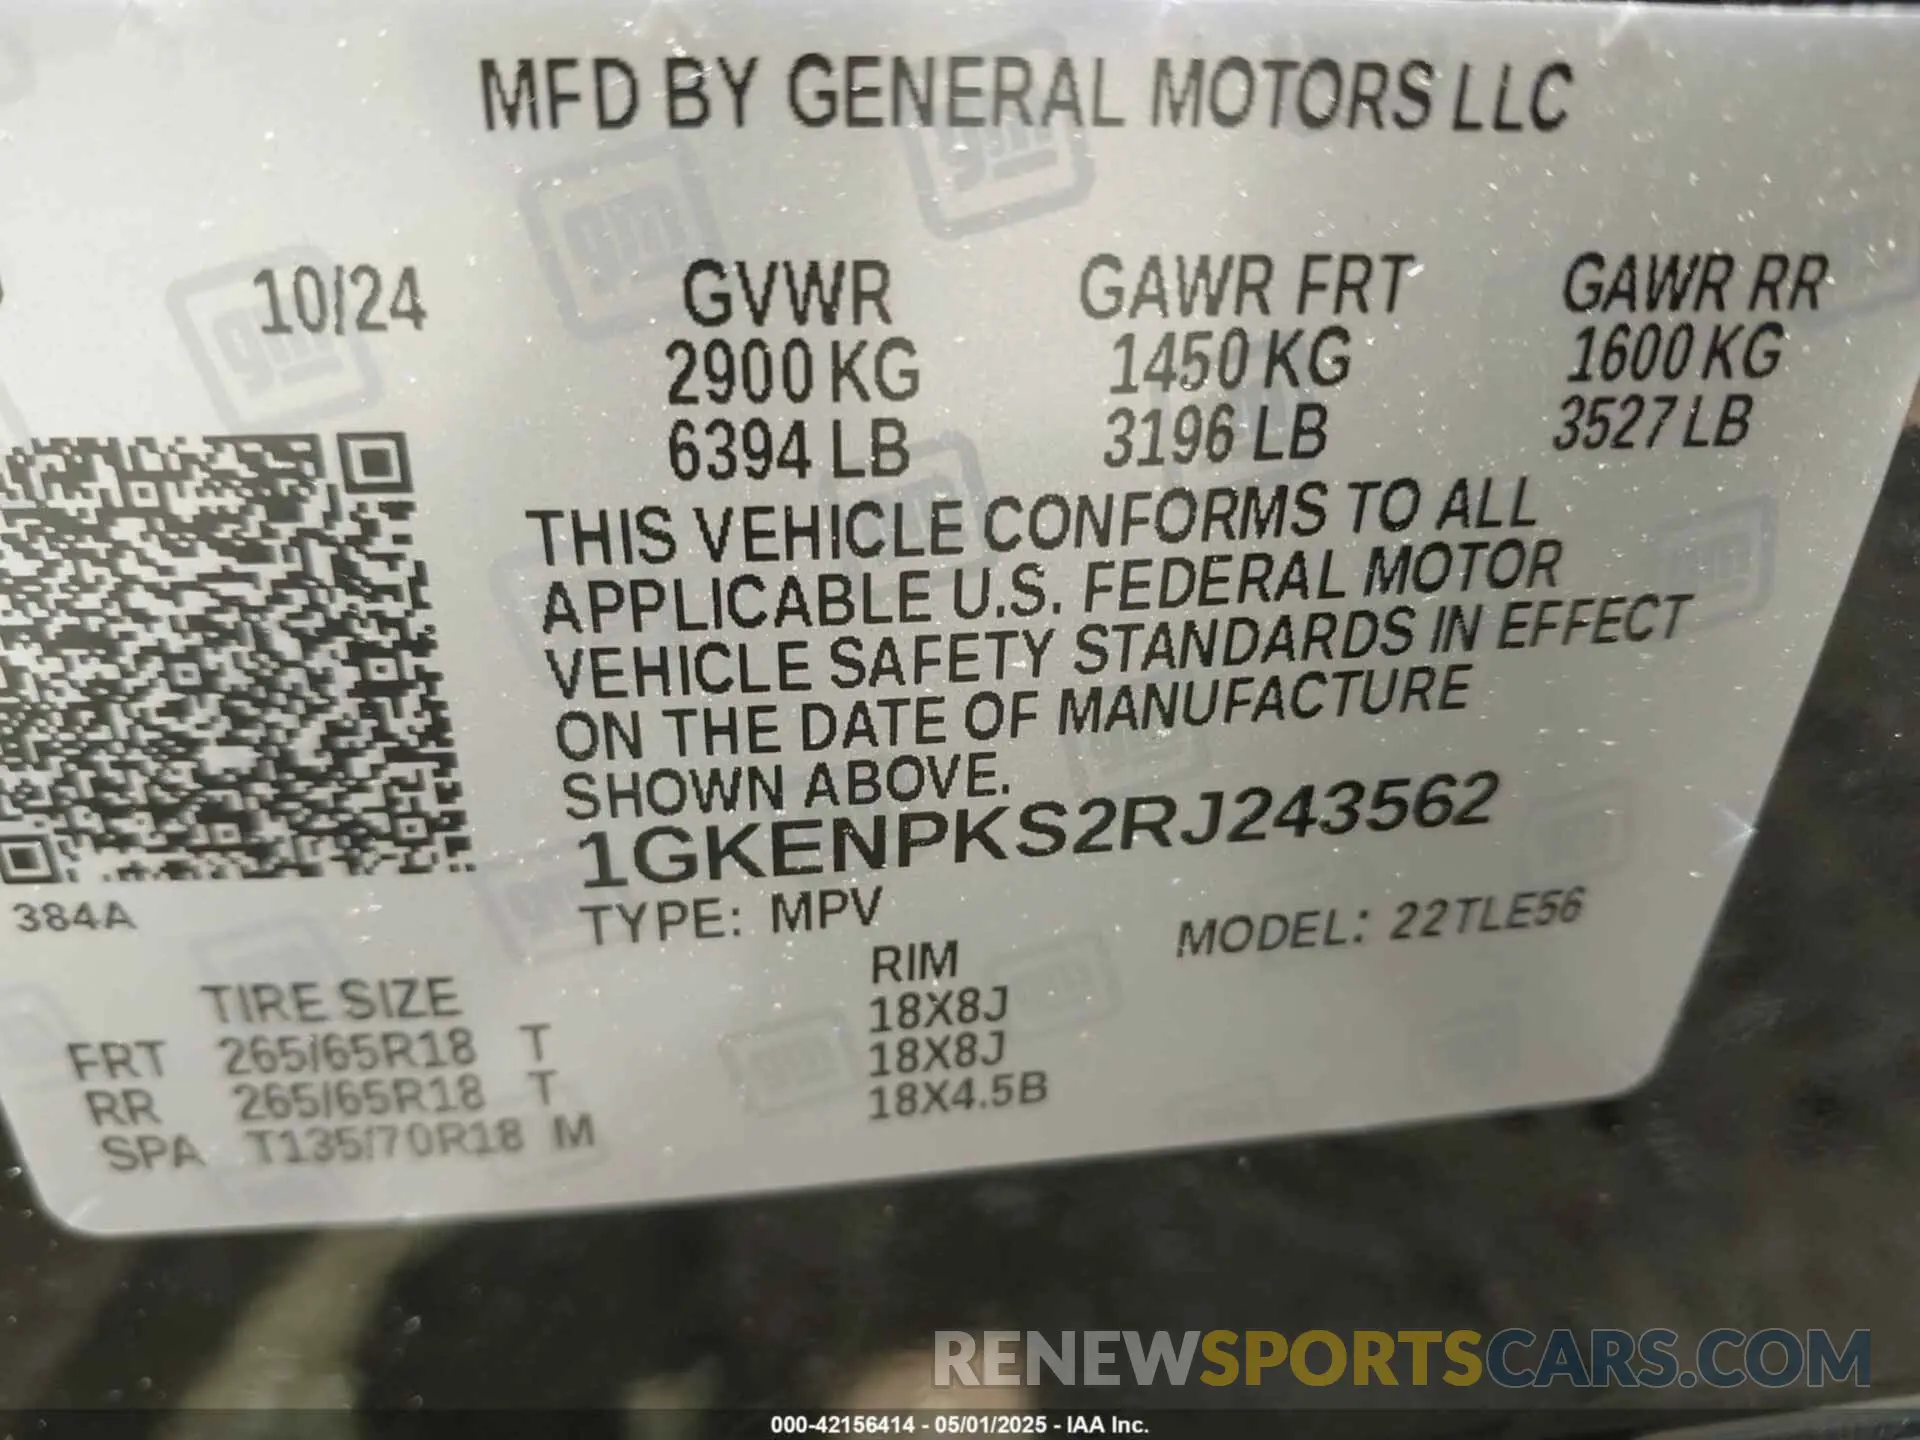 MFD BY GENERAL MOTORS LLC
10/24 GVWR GAWR FRT GAWR RR
2900 KG 1450 KG 1600 KG
6394 LB 3196 LB 3527 LB
THIS VEHICLE CONFORMS TO ALL
APPLICABLE U.S. FEDERAL MOTOR
VEHICLE SAFETY STANDARDS IN EFFECT
ON THE DATE OF MANUFACTURE
SHOWN ABOVE.
1GKENPKS2RJ243562
384A
TYPE: MPV MODEL: 22TLE56
TIRE SIZE RIM
FRT 265/65R18 T 18X8J
RR 265/65R18 T 18X8J
SPA T135/70R18 M 18X4.5B
RENEWSPORTSCARS.COM
000-42156414 - 05/01/2025 - IAA Inc.